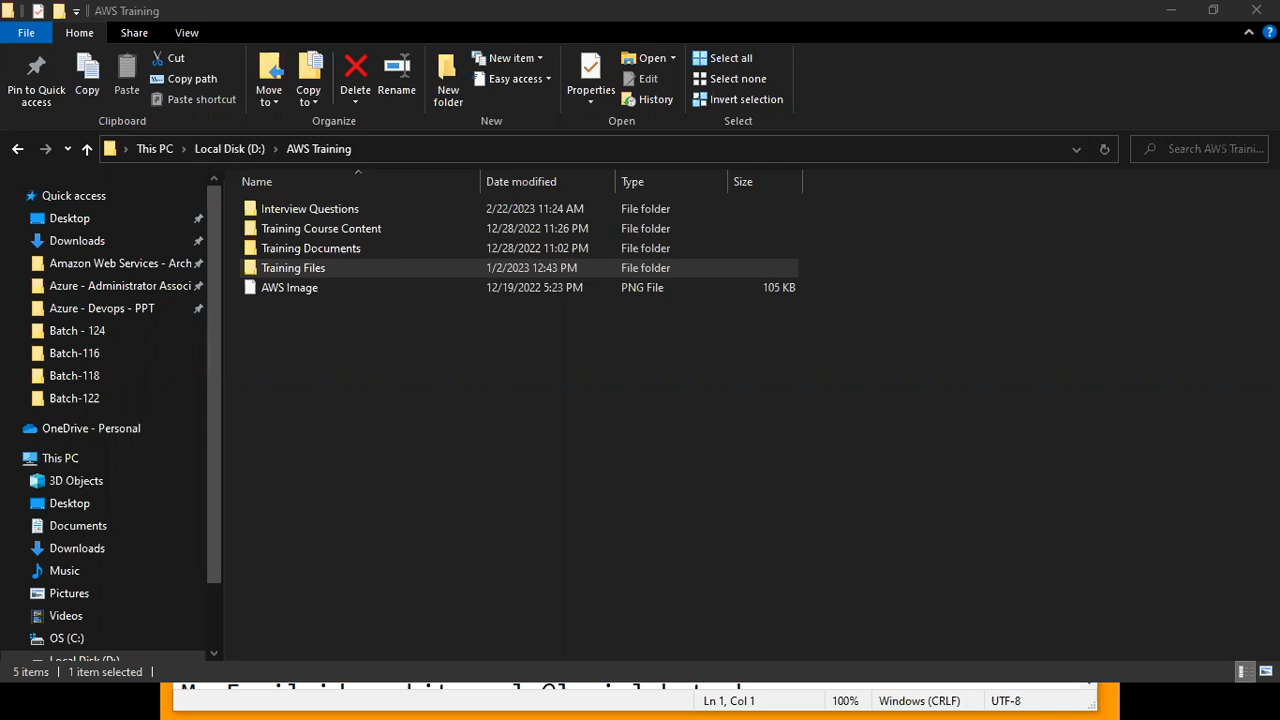 AWS Training
File Home Share View
Pin to Quick access
Copy
Paste
Cut
Copy path
Paste shortcut
Clipboard
Move to
Copy to
Delete
Rename
Organize
New folder
New item
Easy access
New
Properties
Open
Edit
History
Open
Select all
Select none
Invert selection
Select
This PC Local Disk (D:) AWS Training
Search AWS Traini...
Name Date modified Type Size
Interview Questions 2/22/2023 11:24 AM File folder
Training Course Content 12/28/2022 11:26 PM File folder
Training Documents 12/28/2022 11:02 PM File folder
Training Files 1/2/2023 12:43 PM File folder
AWS Image 12/19/2022 5:23 PM PNG File 105 KB
Quick access
Desktop
Downloads
Amazon Web Services - Arch
Azure - Administrator Associ
Azure - Devops - PPT
Batch - 124
Batch-116
Batch-118
Batch-122
OneDrive - Personal
This PC
3D Objects
Desktop
Documents
Downloads
Music
Pictures
Videos
OS (C:)
Local Disk (D:)
5 items 1 item selected
Ln 1, Col 1 100% Windows (CRLF) UTF-8